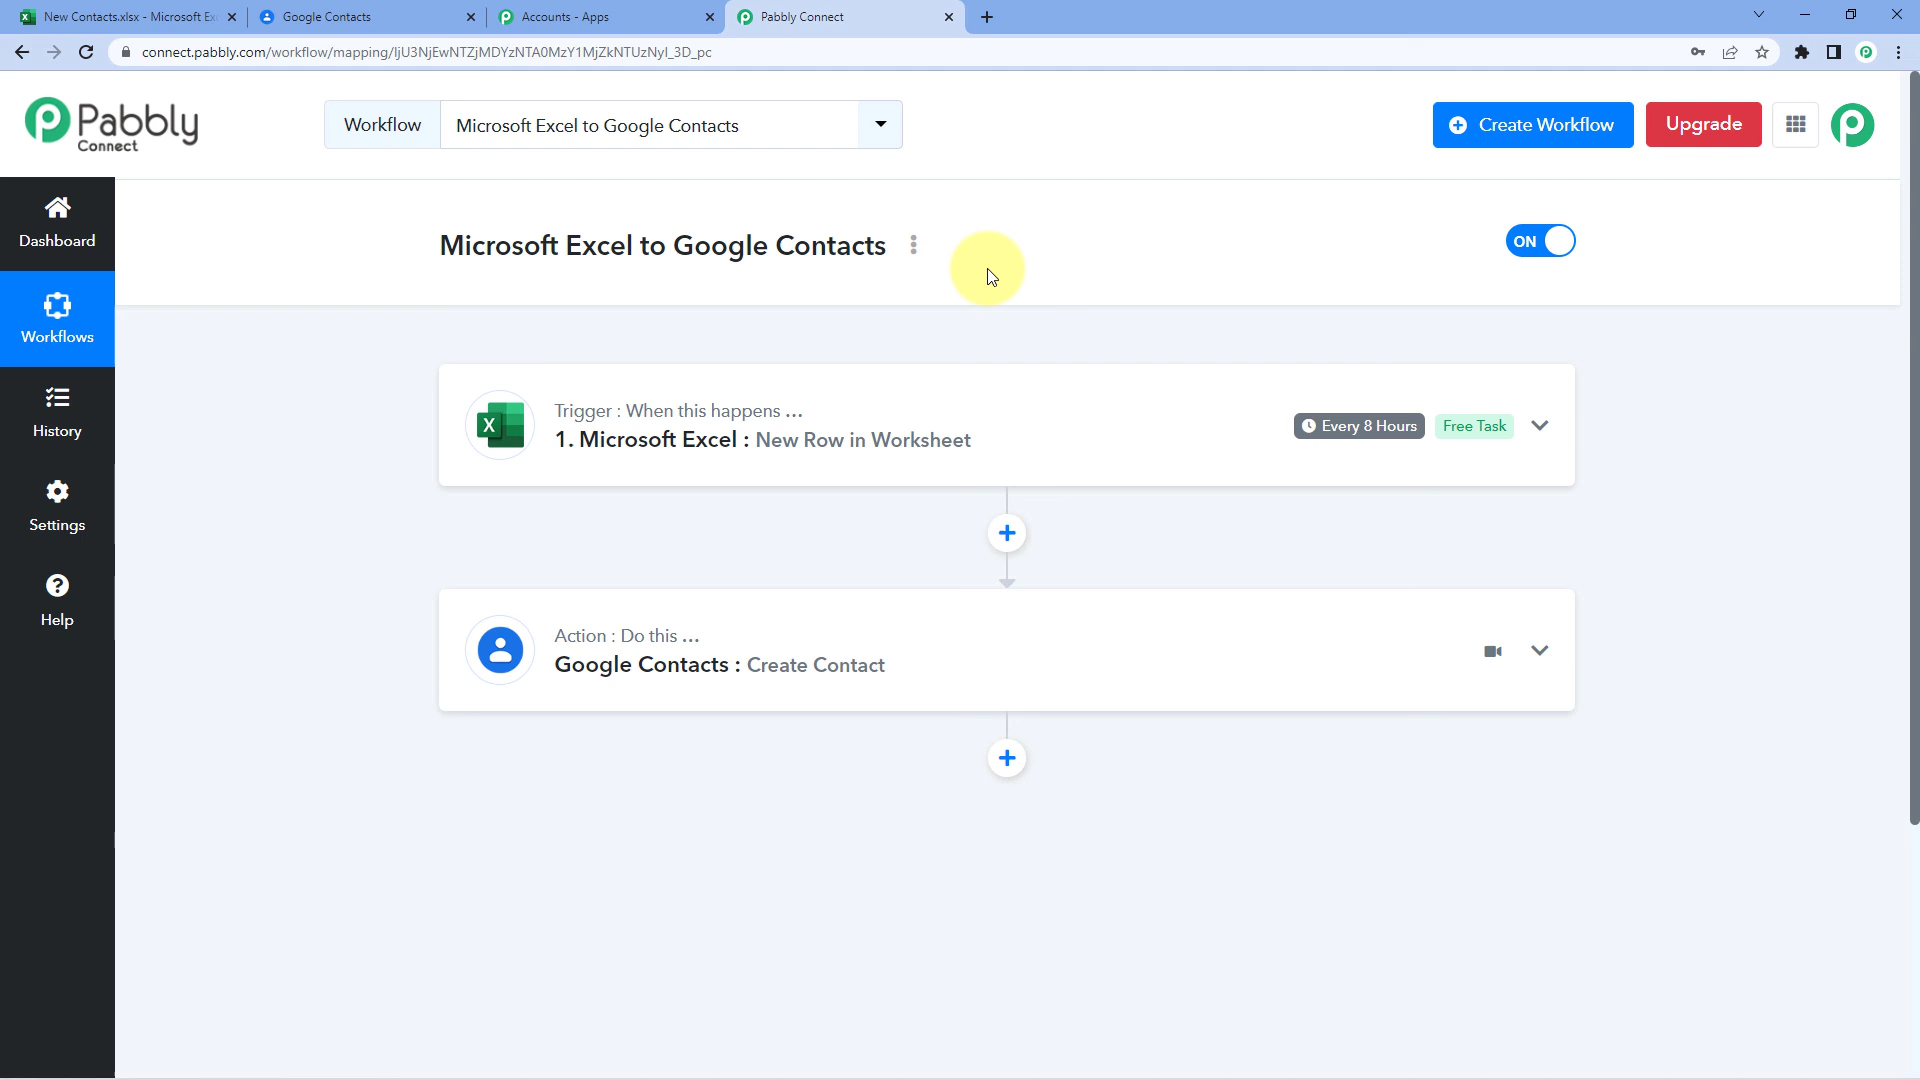 New Contacts.xlsx - Microsoft Ex
Google Contacts
Accounts - Apps
Pabbly Connect
connect.pabbly.com/workflow/mapping/IjU3NjEwNTZjMDYzNTA0MzY1MjZkNTUzNyI_3D_pc
Pabbly
Connect
Workflow
Microsoft Excel to Google Contacts
Create Workflow
Upgrade
Dashboard
Workflows
History
Settings
Help
Microsoft Excel to Google Contacts
ON
Trigger : When this happens ...
1. Microsoft Excel : New Row in Worksheet
Every 8 Hours
Free Task
Action : Do this ...
Google Contacts : Create Contact